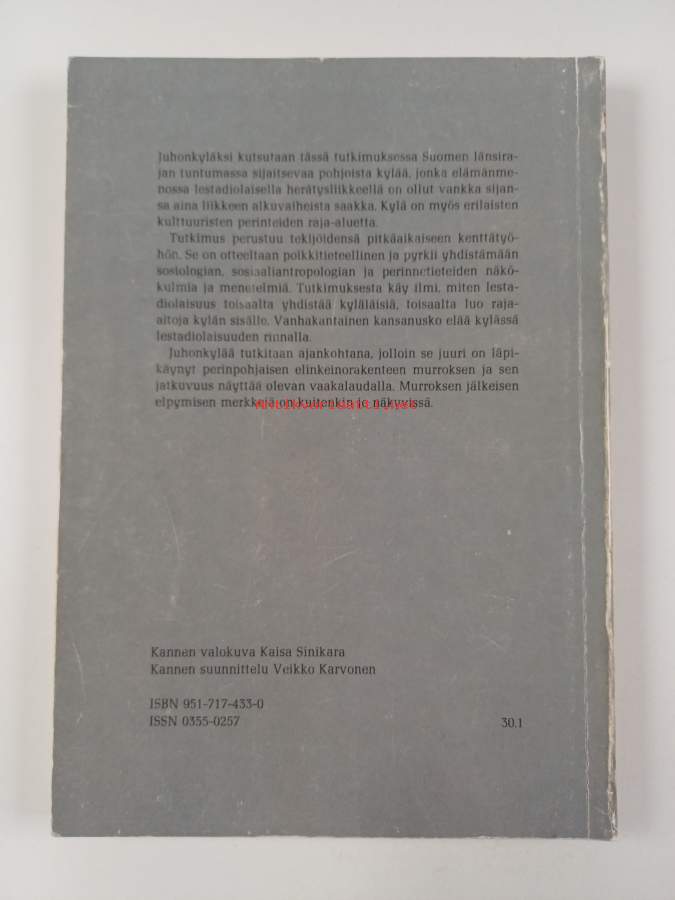 Juhonkyläksi kutsutaan tässä tutkimuksessa Suomen länsira-
jan tuntumassa sijaitsevaa pohjoista kylää, jonka elämänme-
nossa lestadiolaisella herätysliikkeellä on ollut vankka sijan-
sa aina liikkeen alkuvaiheista saakka. Kylä on myös erilaisten
kulttuuristen perinteiden raja-aluetta.
Tutkimus perustuu tekijöidensä pitkäaikaiseen kenttätyö-
hön. Se on otteeltaan poikkitieteellinen ja pyrkii yhdistämään
sosiologian, sosiaaliantropologian ja perinnetieteiden näkö-
kulmia ja menetelmiä. Tutkimuksesta käy ilmi, miten lesta-
diolaisuus toisaalta yhdistää kyläläisiä, toisaalta luo raja-
aitoja kylän sisälle. Vanhakantainen kansanusko elää kylässä
lestadiolaisuuden rinnalla.
Juhonkylää tutkitaan ajankohtana, jolloin se juuri on läpi-
käynyt perinpohjaisen elinkeinorakenteen murroksen ja sen
jatkuvuus näyttää olevan vaakalaudalla. Murroksen jälkeisen
elpymisen merkkejä on kuitenkin jo näkyvissä.
Kannen valokuva Kaisa Sinikara
Kannen suunnittelu Veikko Karvonen
ISBN 951-717-433-0
ISSN 0355-0257
30.1